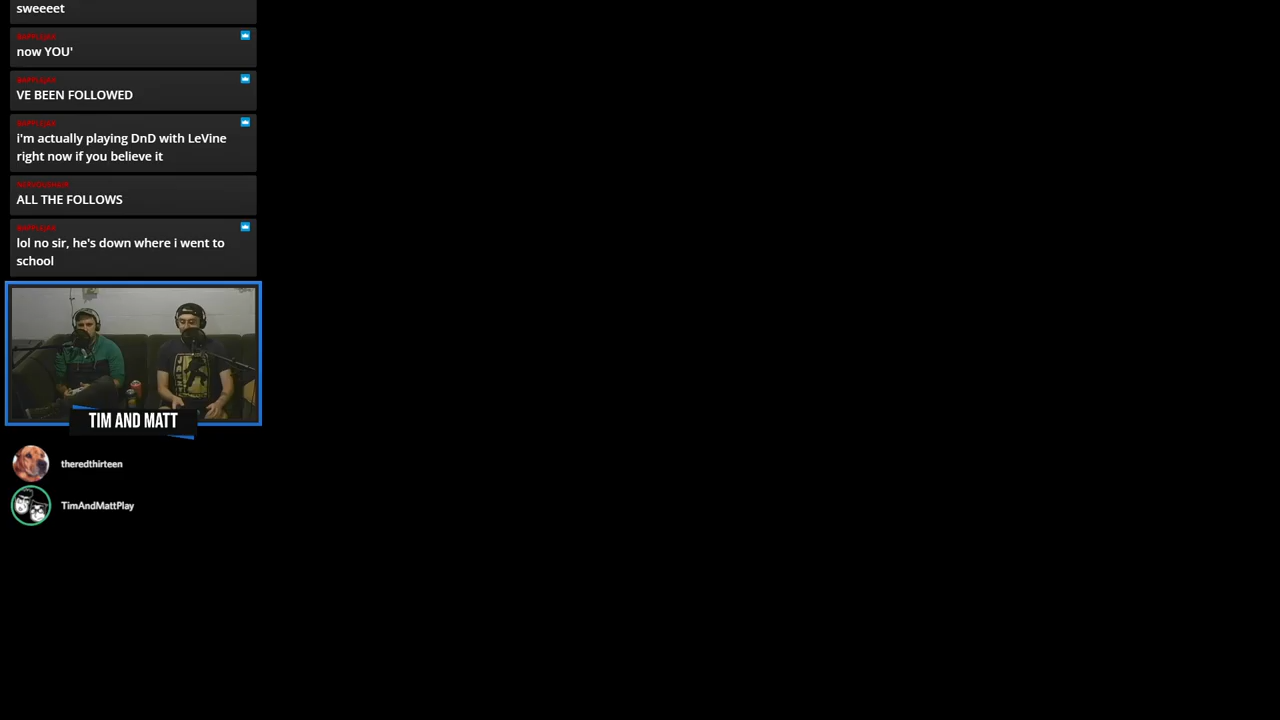 sweeeet
now YOU'
VE BEEN FOLLOWED
i'm actually playing DnD with LeVine
right now if you believe it
ALL THE FOLLOWS
lol no sir, he's down where i went to
school
TIM AND MATT
theredthirteen
TimAndMattPlay